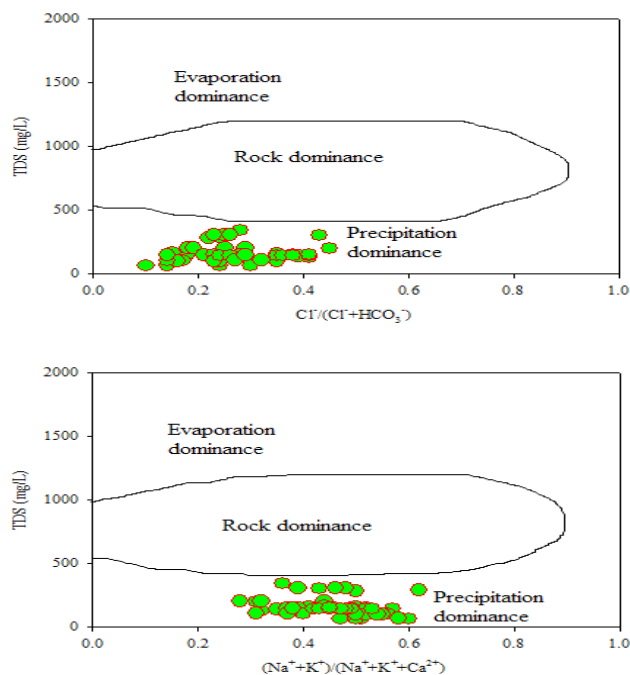 2000
Evaporation
dominance
1500
TDS (mg/L)
1000
Rock dominance
500
Precipitation
dominance
0
0.0 0.2 0.4 0.6 0.8 1.0
Cl⁻/(Cl⁻+HCO₃⁻)
2000
Evaporation
dominance
1500
TDS (mg/L)
1000
Rock dominance
500
Precipitation
dominance
0
0.0 0.2 0.4 0.6 0.8 1.0
(Na⁺+K⁺)/(Na⁺+K⁺+Ca²⁺)